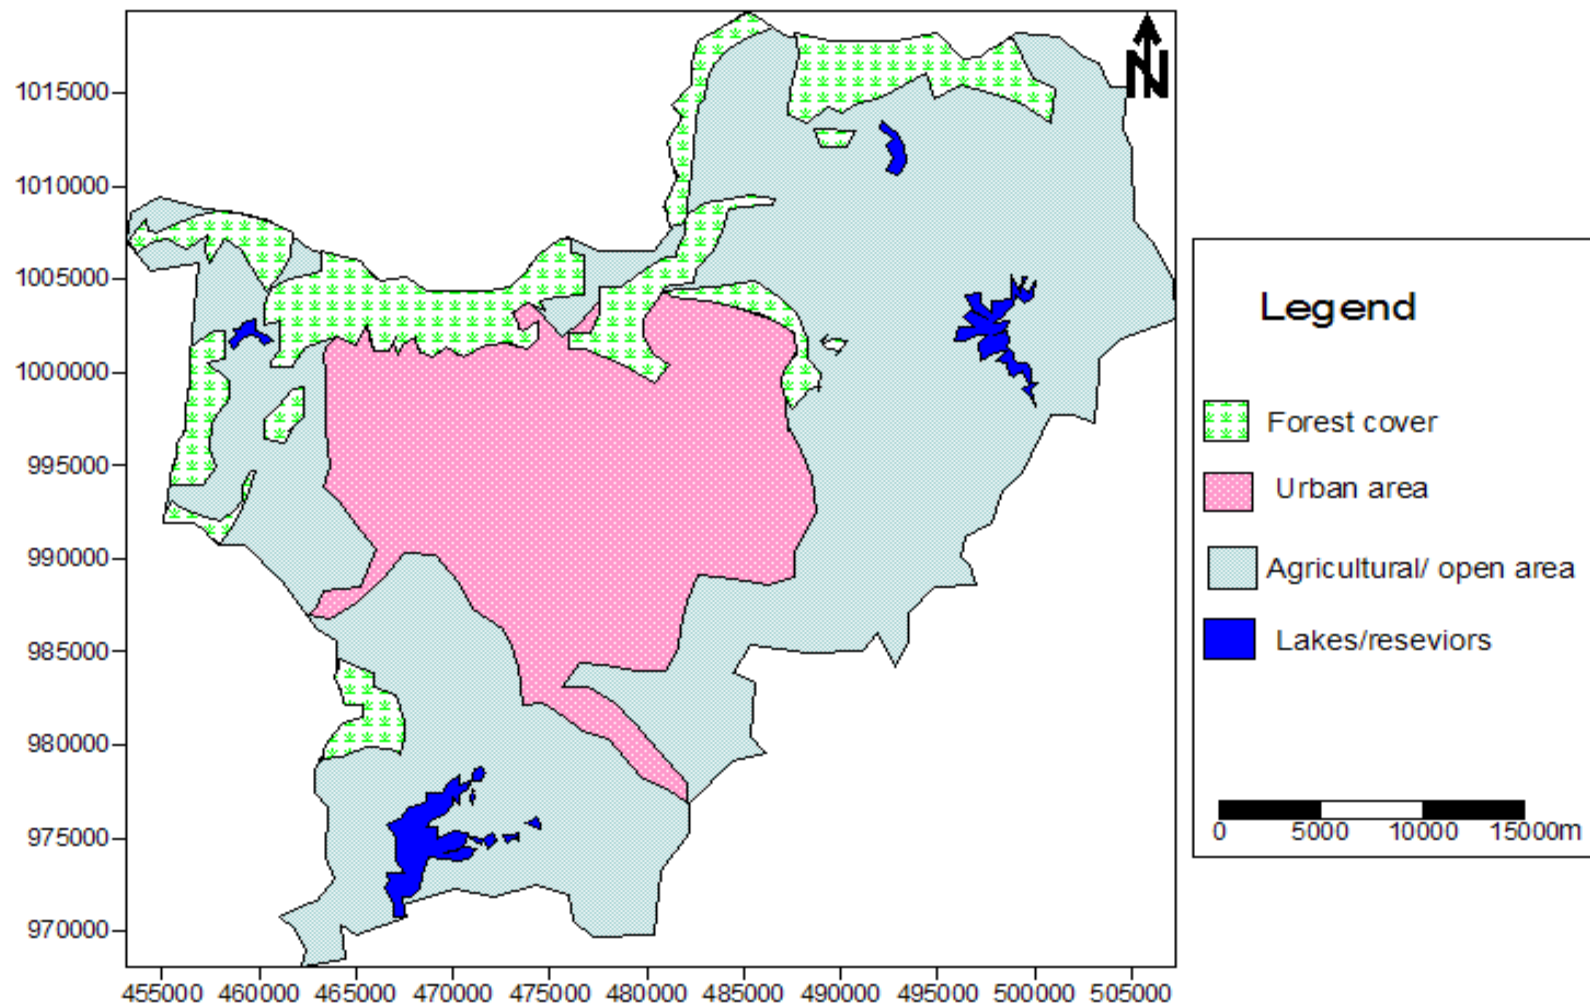 N
1015000
1010000
1005000
1000000
995000
990000
985000
980000
975000
970000
455000 460000 465000 470000 475000 480000 485000 490000 495000 500000 505000
Legend
Forest cover
Urban area
Agricultural/ open area
Lakes/reseviors
0 5000 10000 15000m